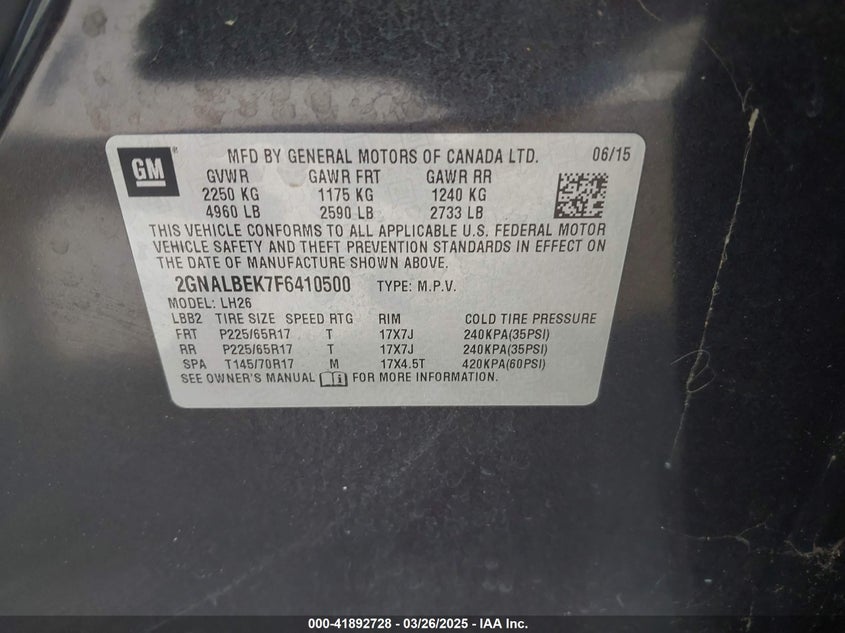 GM ® MFD BY GENERAL MOTORS OF CANADA LTD. 06/15
GVWR GAWR FRT GAWR RR
2250 KG 1175 KG 1240 KG
4960 LB 2590 LB 2733 LB
THIS VEHICLE CONFORMS TO ALL APPLICABLE U.S. FEDERAL MOTOR
VEHICLE SAFETY AND THEFT PREVENTION STANDARDS IN EFFECT ON
THE DATE OF MANUFACTURE SHOWN ABOVE.
2GNALBEK7F6410500 TYPE: M.P.V.
MODEL: LH26
LBB2 TIRE SIZE SPEED RTG RIM COLD TIRE PRESSURE
FRT P225/65R17 T 17X7J 240KPA(35PSI)
RR P225/65R17 T 17X7J 240KPA(35PSI)
SPA T145/70R17 M 17X4.5T 420KPA(60PSI)
SEE OWNER'S MANUAL i FOR MORE INFORMATION.
000-41892728 - 03/26/2025 - IAA Inc.